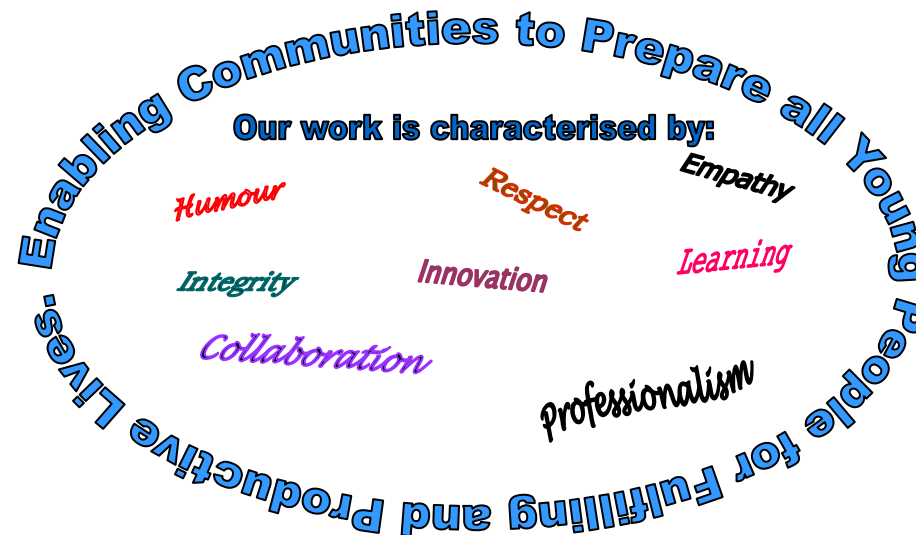 Enabling Communities to Prepare all Young People for Fulfilling and Productive Lives.
Our work is characterised by:
Humour
Respect
Empathy
Integrity
Innovation
Learning
Collaboration
Professionalism